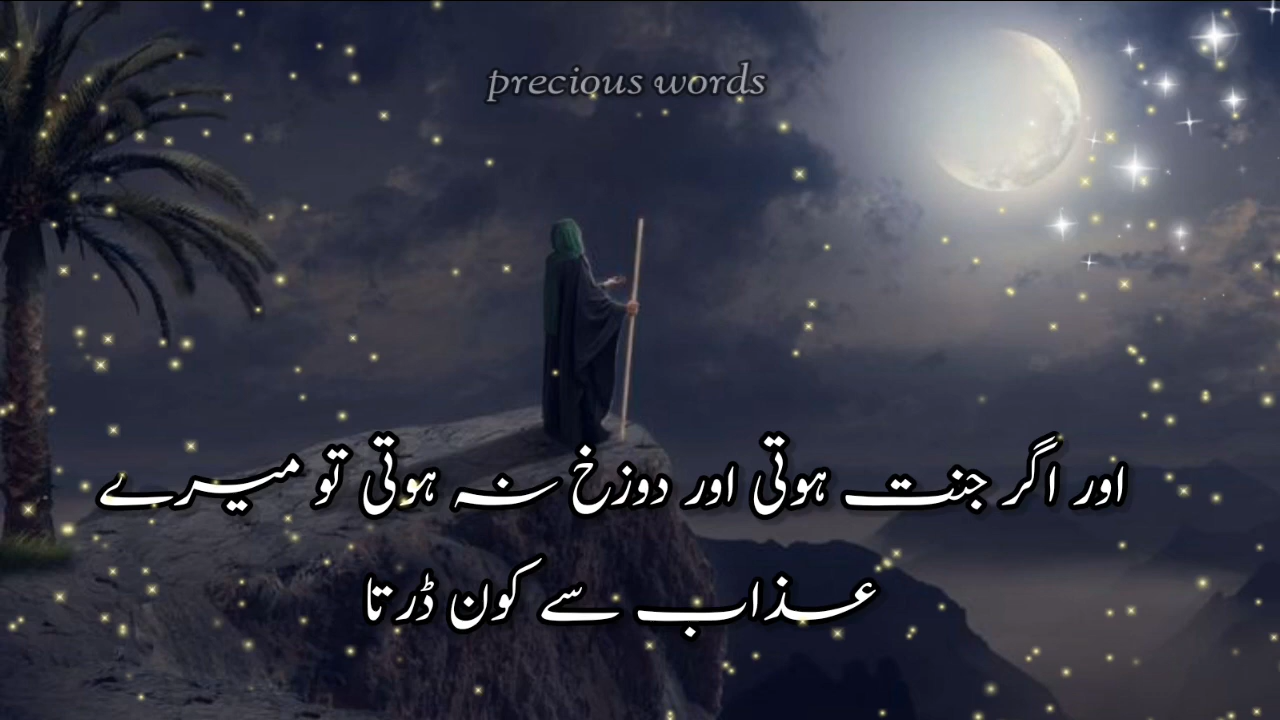 precious words
اور اگر جنت ہوتی اور دوزخ نہ ہوتی تو میرے
عذاب سے کون ڈرتا